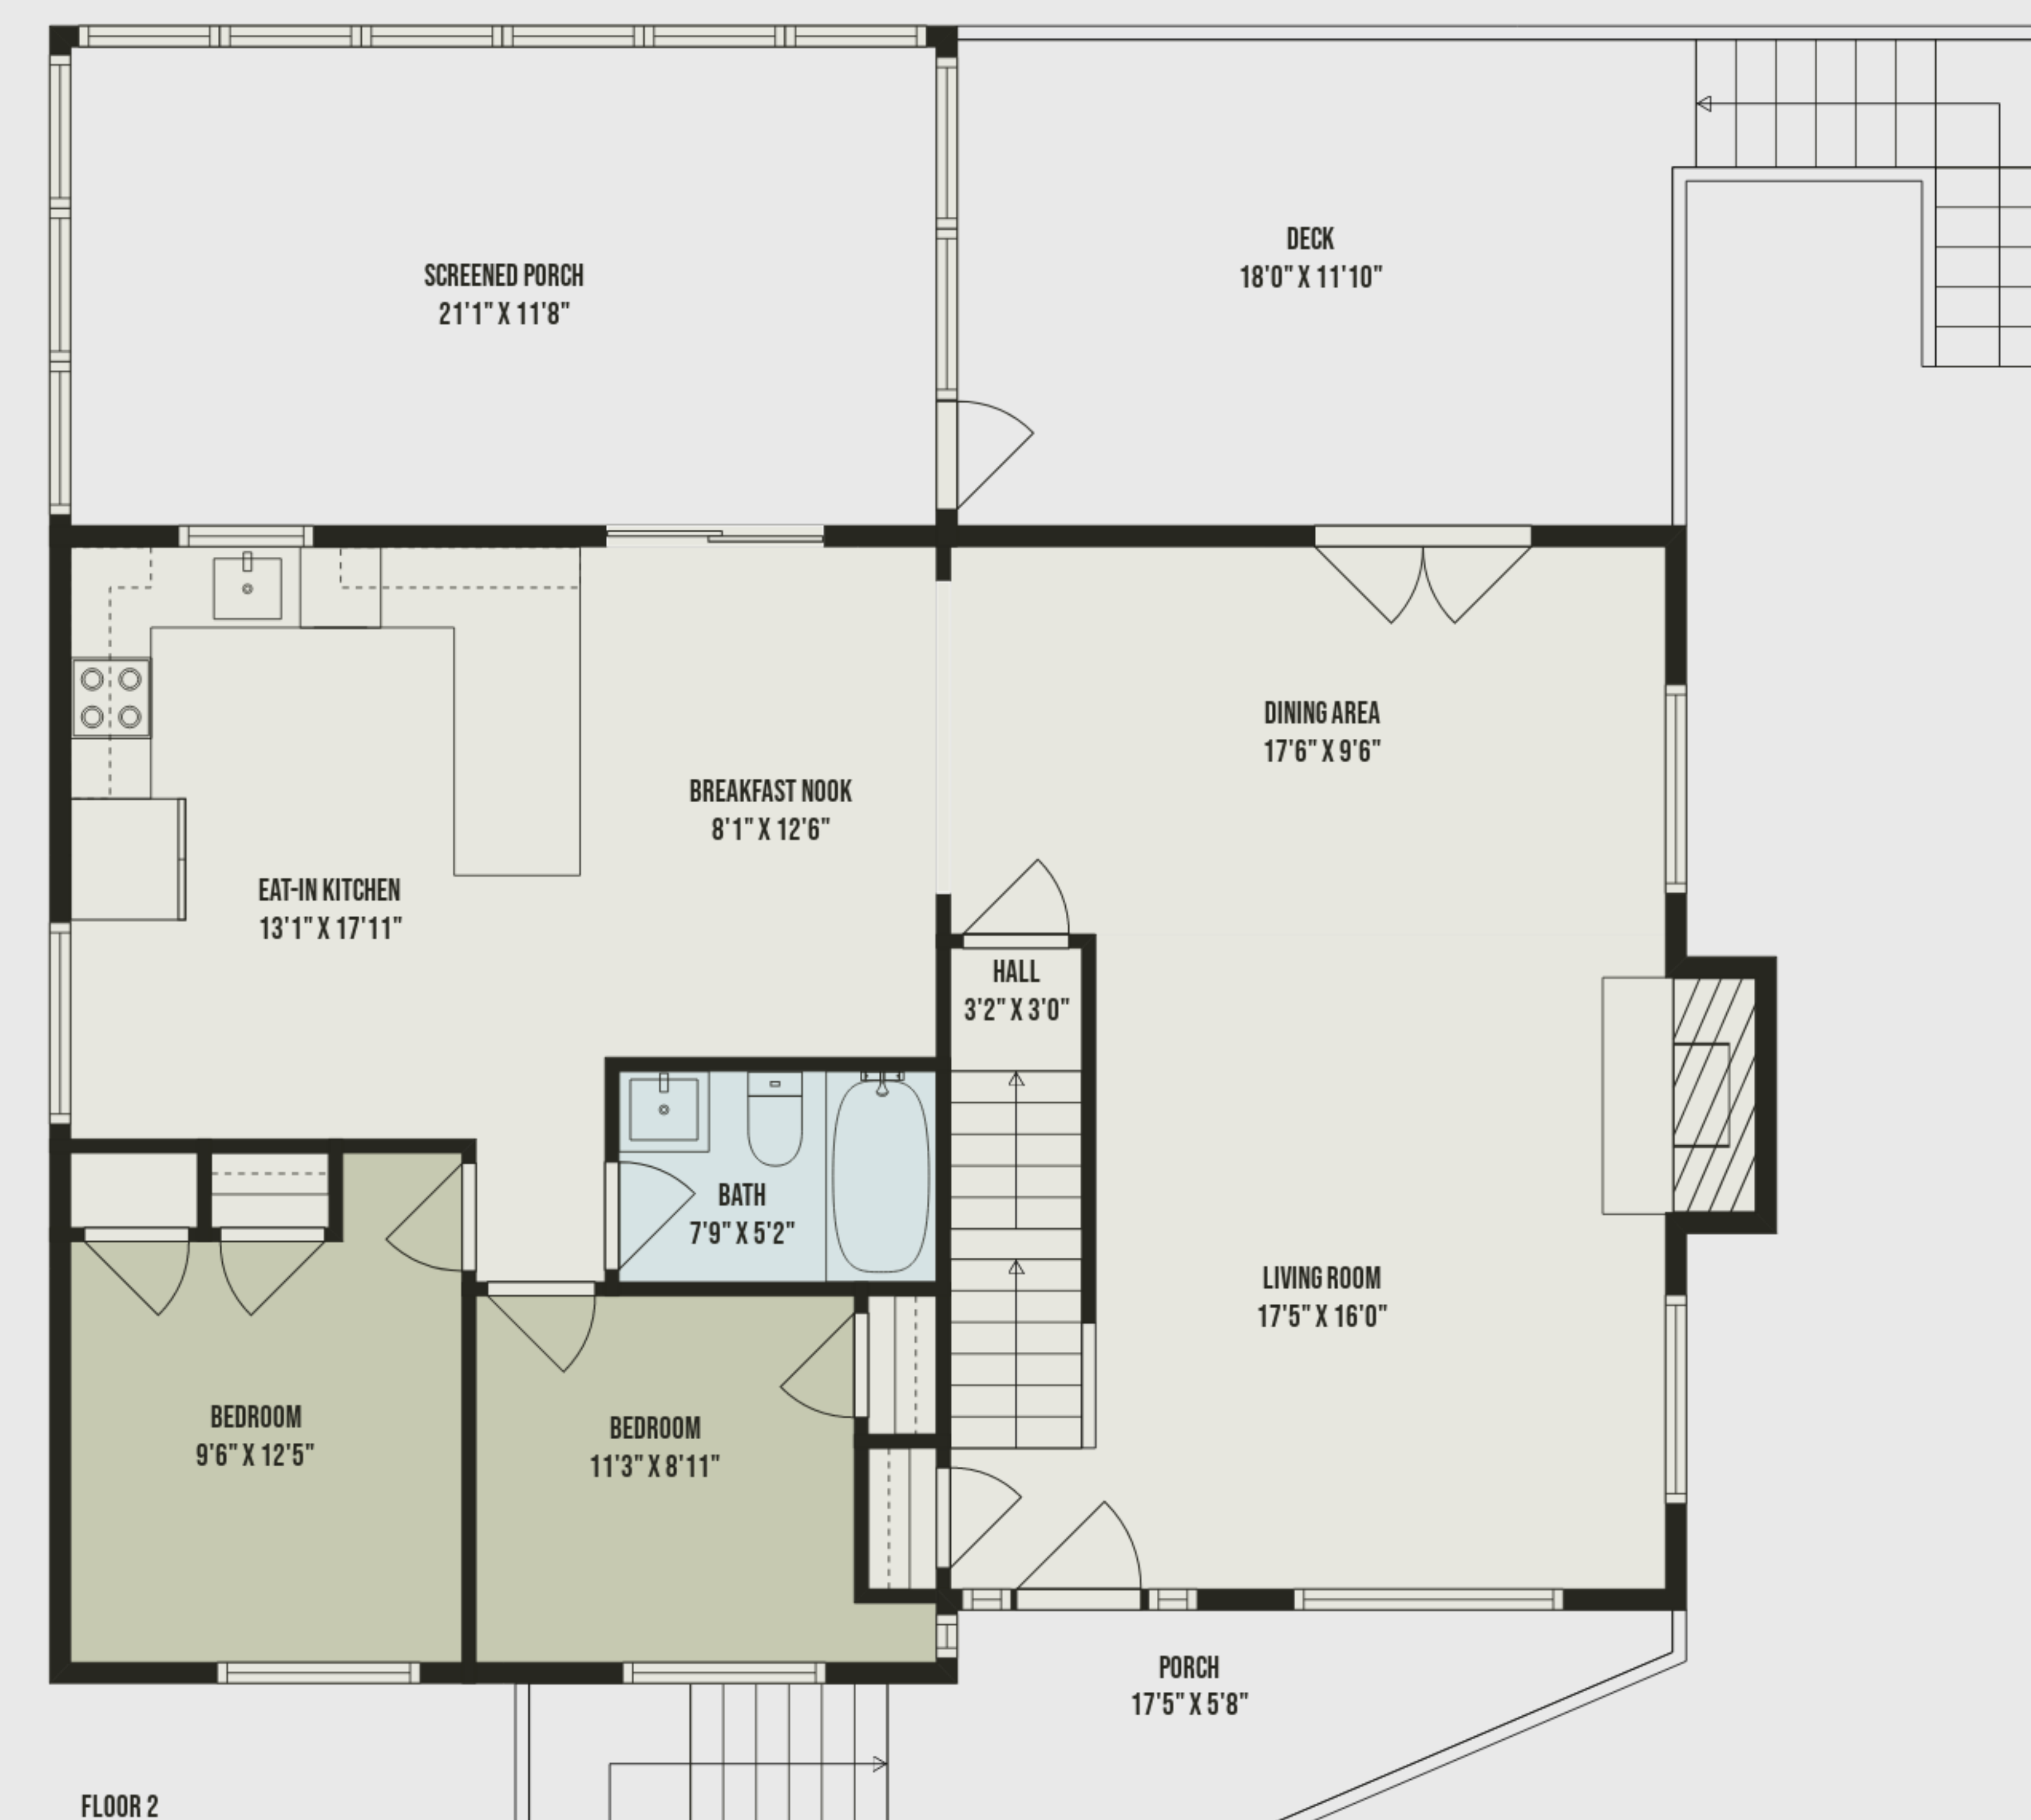 SCREENED PORCH
21'1" X 11'8"
DECK
18'0" X 11'10"
DINING AREA
17'6" X 9'6"
BREAKFAST NOOK
8'1" X 12'6"
EAT-IN KITCHEN
13'1" X 17'11"
HALL
3'2" X 3'0"
BATH
7'9" X 5'2"
LIVING ROOM
17'5" X 16'0"
BEDROOM
9'6" X 12'5"
BEDROOM
11'3" X 8'11"
PORCH
17'5" X 5'8"
FLOOR 2